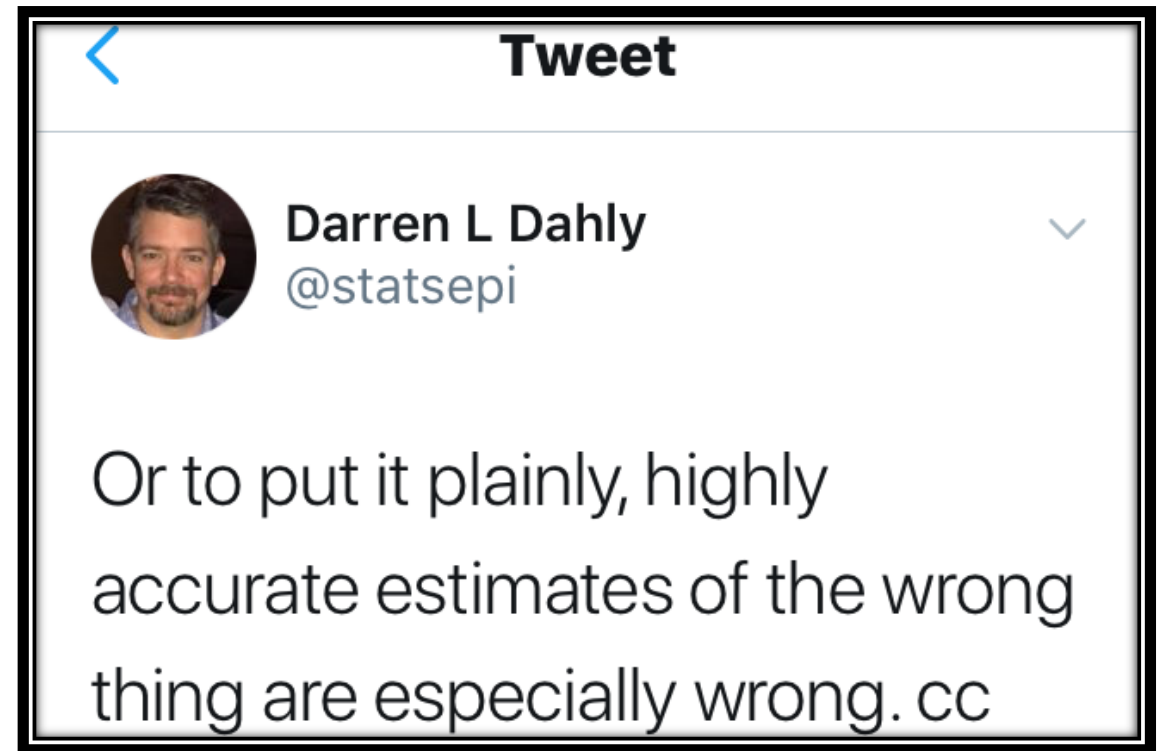 Tweet
Darren L Dahly
@statsepi
Or to put it plainly, highly
accurate estimates of the wrong
thing are especially wrong. cc